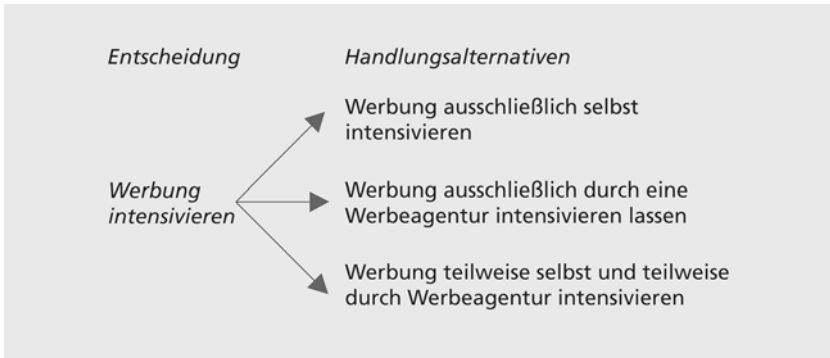 Entscheidung
Handlungsalternativen
Werbung ausschließlich selbst
intensivieren
Werbung
intensivieren
Werbung ausschließlich durch eine
Werbeagentur intensivieren lassen
Werbung teilweise selbst und teilweise
durch Werbeagentur intensivieren